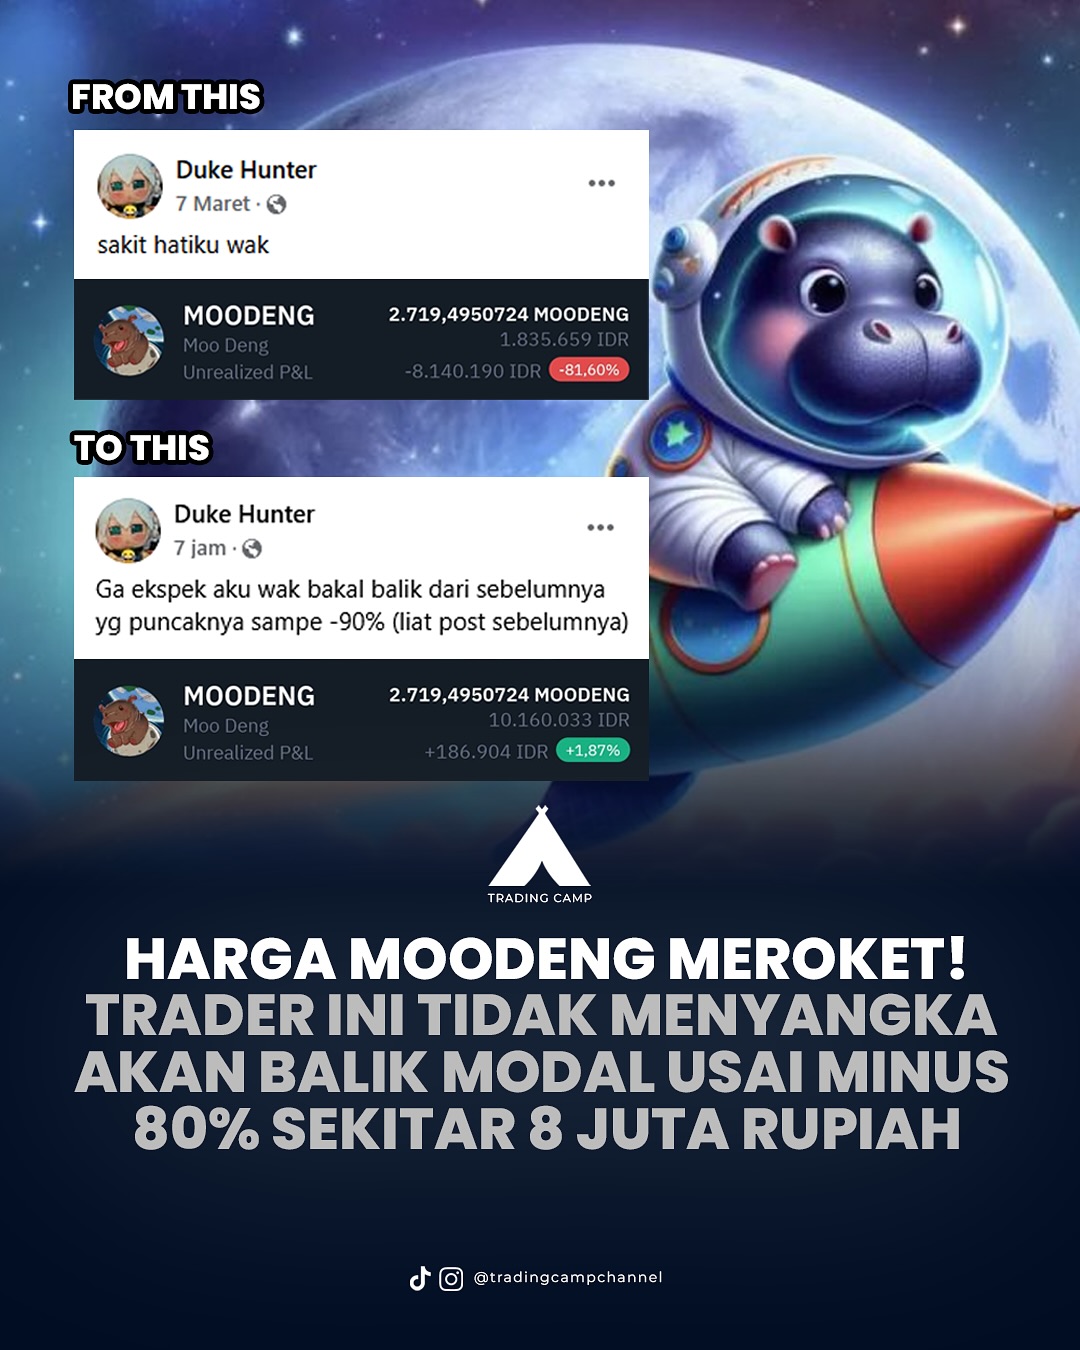 FROM THIS
Duke Hunter
7 Maret ·
sakit hatiku wak
MOODENG
2.719,4950724 MOODENG
Moo Deng
1.835.659 IDR
Unrealized P&L
-8.140.190 IDR -81,60%
TO THIS
Duke Hunter
7 jam ·
Ga ekspek aku wak bakal balik dari sebelumnya
yg puncaknya sampe -90% (liat post sebelumnya)
MOODENG
2.719,4950724 MOODENG
Moo Deng
10.160.033 IDR
Unrealized P&L
+186.904 IDR +1,87%
TRADING CAMP
HARGA MOODENG MEROKET!
TRADER INI TIDAK MENYANGKA
AKAN BALIK MODAL USAI MINUS
80% SEKITAR 8 JUTA RUPIAH
@tradingcampchannel